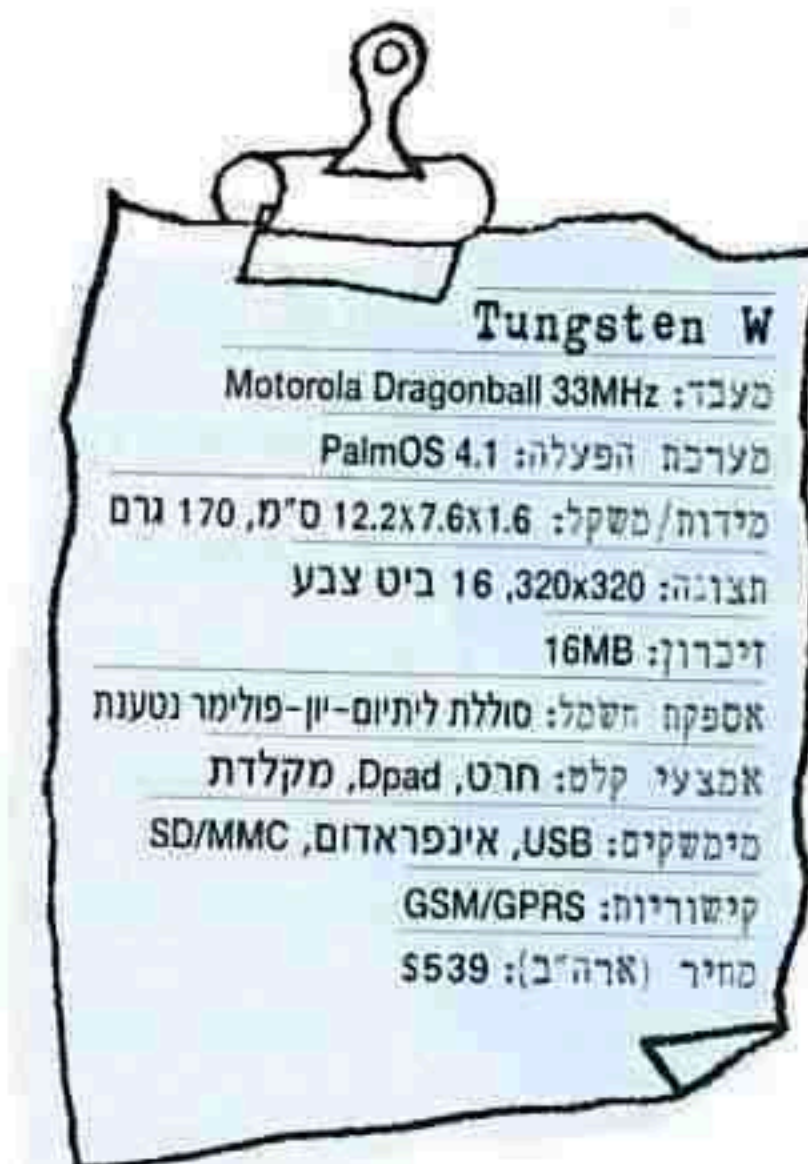 Tungsten W
מעבד: Motorola Dragonball 33MHz
מערכת הפעלה: PalmOS 4.1
מידות/משקל: 12.2x7.6x1.6 ס"מ, 170 גרם
תצוגה: 320x320, 16 ביט צבע
זיכרון: 16MB
אספקת חשמל: סוללת ליתיום-יון-פולימר נטענת
אמצעי קלט: חרט, Dpad, מקלדת
מימשקים: USB, אינפראדום, SD/MMC
קישוריות: GSM/GPRS
מחיר (ארה"ב): $539